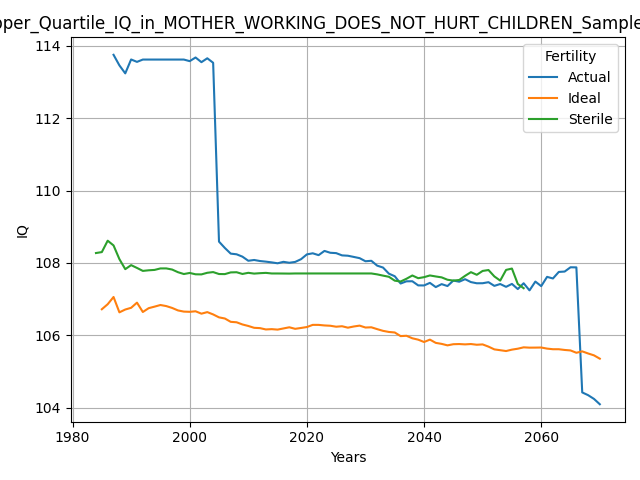 pper_Quartile_IQ_in_MOTHER_WORKING_DOES_NOT_HURT_CHILDREN_Sample
114
112
110
108
106
104
IQ
1980
2000
2020
2040
2060
Years
Fertility
Actual
Ideal
Sterile